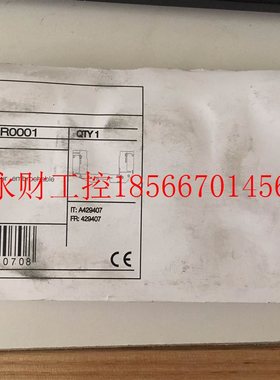 R0001
QTY 1
embrochable
永财工控18566701456
IT: A429407
FR: 429407
0708
CE